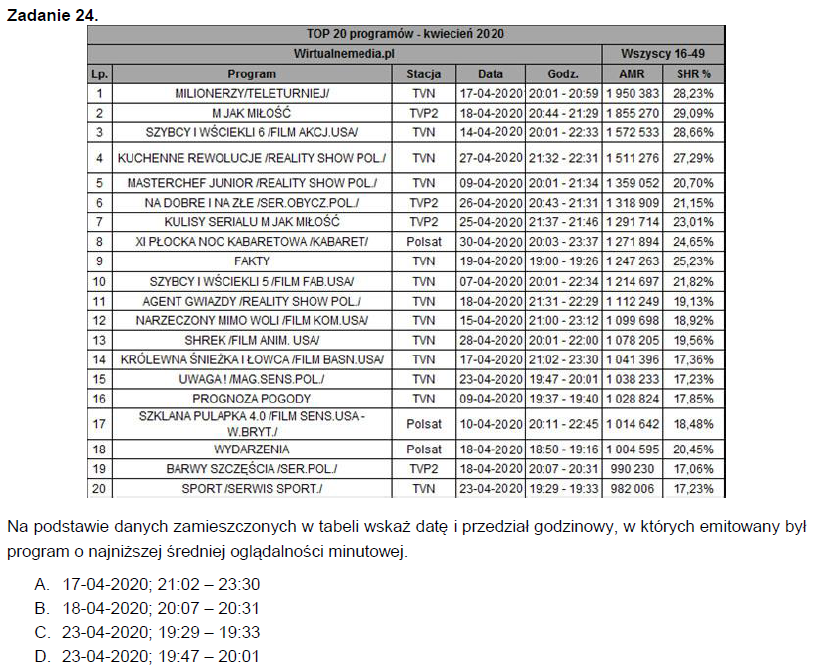 Zadanie 24.
TOP 20 programów - kwiecień 2020
Wirtualnemedia.pl Wszyscy 16-49
Lp. Program Stacja Data Godz. AMR SHR %
1 MILIONERZY/TELETURNIEJ/ TVN 17-04-2020 20:01 - 20:59 1 950 383 28,23%
2 M JAK MIŁOŚĆ TVP2 18-04-2020 20:44 - 21:29 1 855 270 29,09%
3 SZYBCY I WŚCIEKLI 6 /FILM AKCJ.USA/ TVN 14-04-2020 20:01 - 22:33 1 572 533 28,66%
4 KUCHENNE REWOLUCJE /REALITY SHOW POL./ TVN 27-04-2020 21:32 - 22:31 1 511 276 27,29%
5 MASTERCHEF JUNIOR /REALITY SHOW POL./ TVN 09-04-2020 20:01 - 21:34 1 359 052 20,70%
6 NA DOBRE I NA ZŁE /SER.OBYCZ.POL./ TVP2 26-04-2020 20:43 - 21:31 1 318 909 21,15%
7 KULISY SERIALU M JAK MIŁOŚĆ TVP2 25-04-2020 21:37 - 21:46 1 291 714 23,01%
8 XI PŁOCKA NOC KABARETOWA /KABARET/ Polsat 30-04-2020 20:03 - 23:37 1 271 894 24,65%
9 FAKTY TVN 19-04-2020 19:00 - 19:26 1 247 263 25,23%
10 SZYBCY I WŚCIEKLI 5 /FILM FAB.USA/ TVN 07-04-2020 20:01 - 22:34 1 214 697 21,82%
11 AGENT GWIAZDY /REALITY SHOW POL./ TVN 18-04-2020 21:31 - 22:29 1 112 249 19,13%
12 NARZECZONY MIMO WOLI /FILM KOM.USA/ TVN 15-04-2020 21:00 - 23:12 1 099 698 18,92%
13 SHREK /FILM ANIM. USA/ TVN 28-04-2020 20:01 - 22:00 1 078 205 19,56%
14 KRÓLEWNA ŚNIEŻKA I ŁOWCA /FILM BASN.USA/ TVN 17-04-2020 21:02 - 23:30 1 041 396 17,36%
15 UWAGA! /MAG.SENS.POL./ TVN 23-04-2020 19:47 - 20:01 1 038 233 17,23%
16 PROGNOZA POGODY TVN 09-04-2020 19:37 - 19:40 1 028 824 17,85%
17 SZKLANA PUŁAPKA 4.0 /FILM SENS.USA -
W.BRYT./ Polsat 10-04-2020 20:11 - 22:45 1 014 642 18,48%
18 WYDARZENIA Polsat 18-04-2020 18:50 - 19:16 1 004 595 20,45%
19 BARWY SZCZĘŚCIA /SER.POL./ TVP2 18-04-2020 20:07 - 20:31 990 230 17,06%
20 SPORT /SERWIS SPORT./ TVN 23-04-2020 19:29 - 19:33 982 006 17,23%
Na podstawie danych zamieszczonych w tabeli wskaż datę i przedział godzinowy, w których emitowany był
program o najniższej średniej oglądalności minutowej.
A. 17-04-2020; 21:02 – 23:30
B. 18-04-2020; 20:07 – 20:31
C. 23-04-2020; 19:29 – 19:33
D. 23-04-2020; 19:47 – 20:01